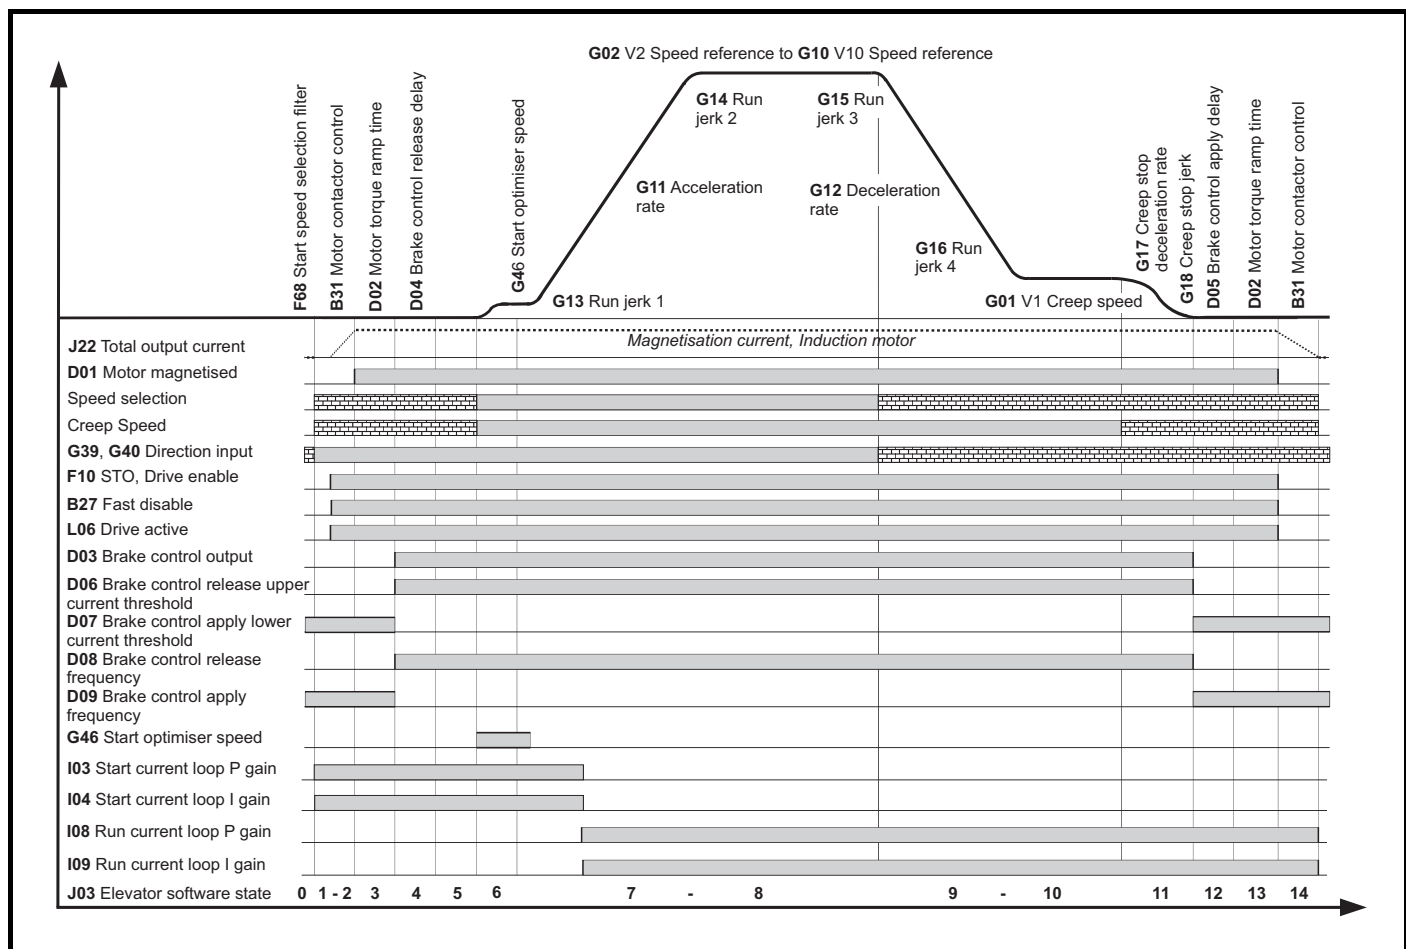 G02 V2 Speed reference to G10 V10 Speed reference
F68 Start speed selection filter
B31 Motor contactor control
D02 Motor torque ramp time
D04 Brake control release delay
G46 Start optimiser speed
G14 Run
jerk 2
G15 Run
jerk 3
G11 Acceleration
rate
G12 Deceleration
rate
G16 Run
jerk 4
G13 Run jerk 1
G01 V1 Creep speed
G17 Creep stop
deceleration rate
G18 Creep stop jerk
D05 Brake control apply delay
D02 Motor torque ramp time
B31 Motor contactor control
J22 Total output current
Magnetisation current, Induction motor
D01 Motor magnetised
Speed selection
Creep Speed
G39, G40 Direction input
F10 STO, Drive enable
B27 Fast disable
L06 Drive active
D03 Brake control output
D06 Brake control release upper
current threshold
D07 Brake control apply lower
current threshold
D08 Brake control release
frequency
D09 Brake control apply
frequency
G46 Start optimiser speed
I03 Start current loop P gain
I04 Start current loop I gain
I08 Run current loop P gain
I09 Run current loop I gain
J03 Elevator software state 0 1 - 2 3 4 5 6 7 - 8 9 - 10 11 12 13 14